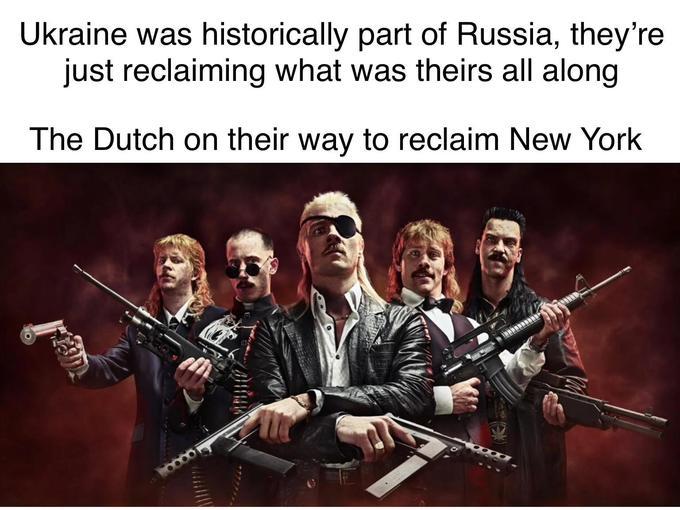 Ukraine was historically part of Russia, they’re
just reclaiming what was theirs all along
The Dutch on their way to reclaim New York